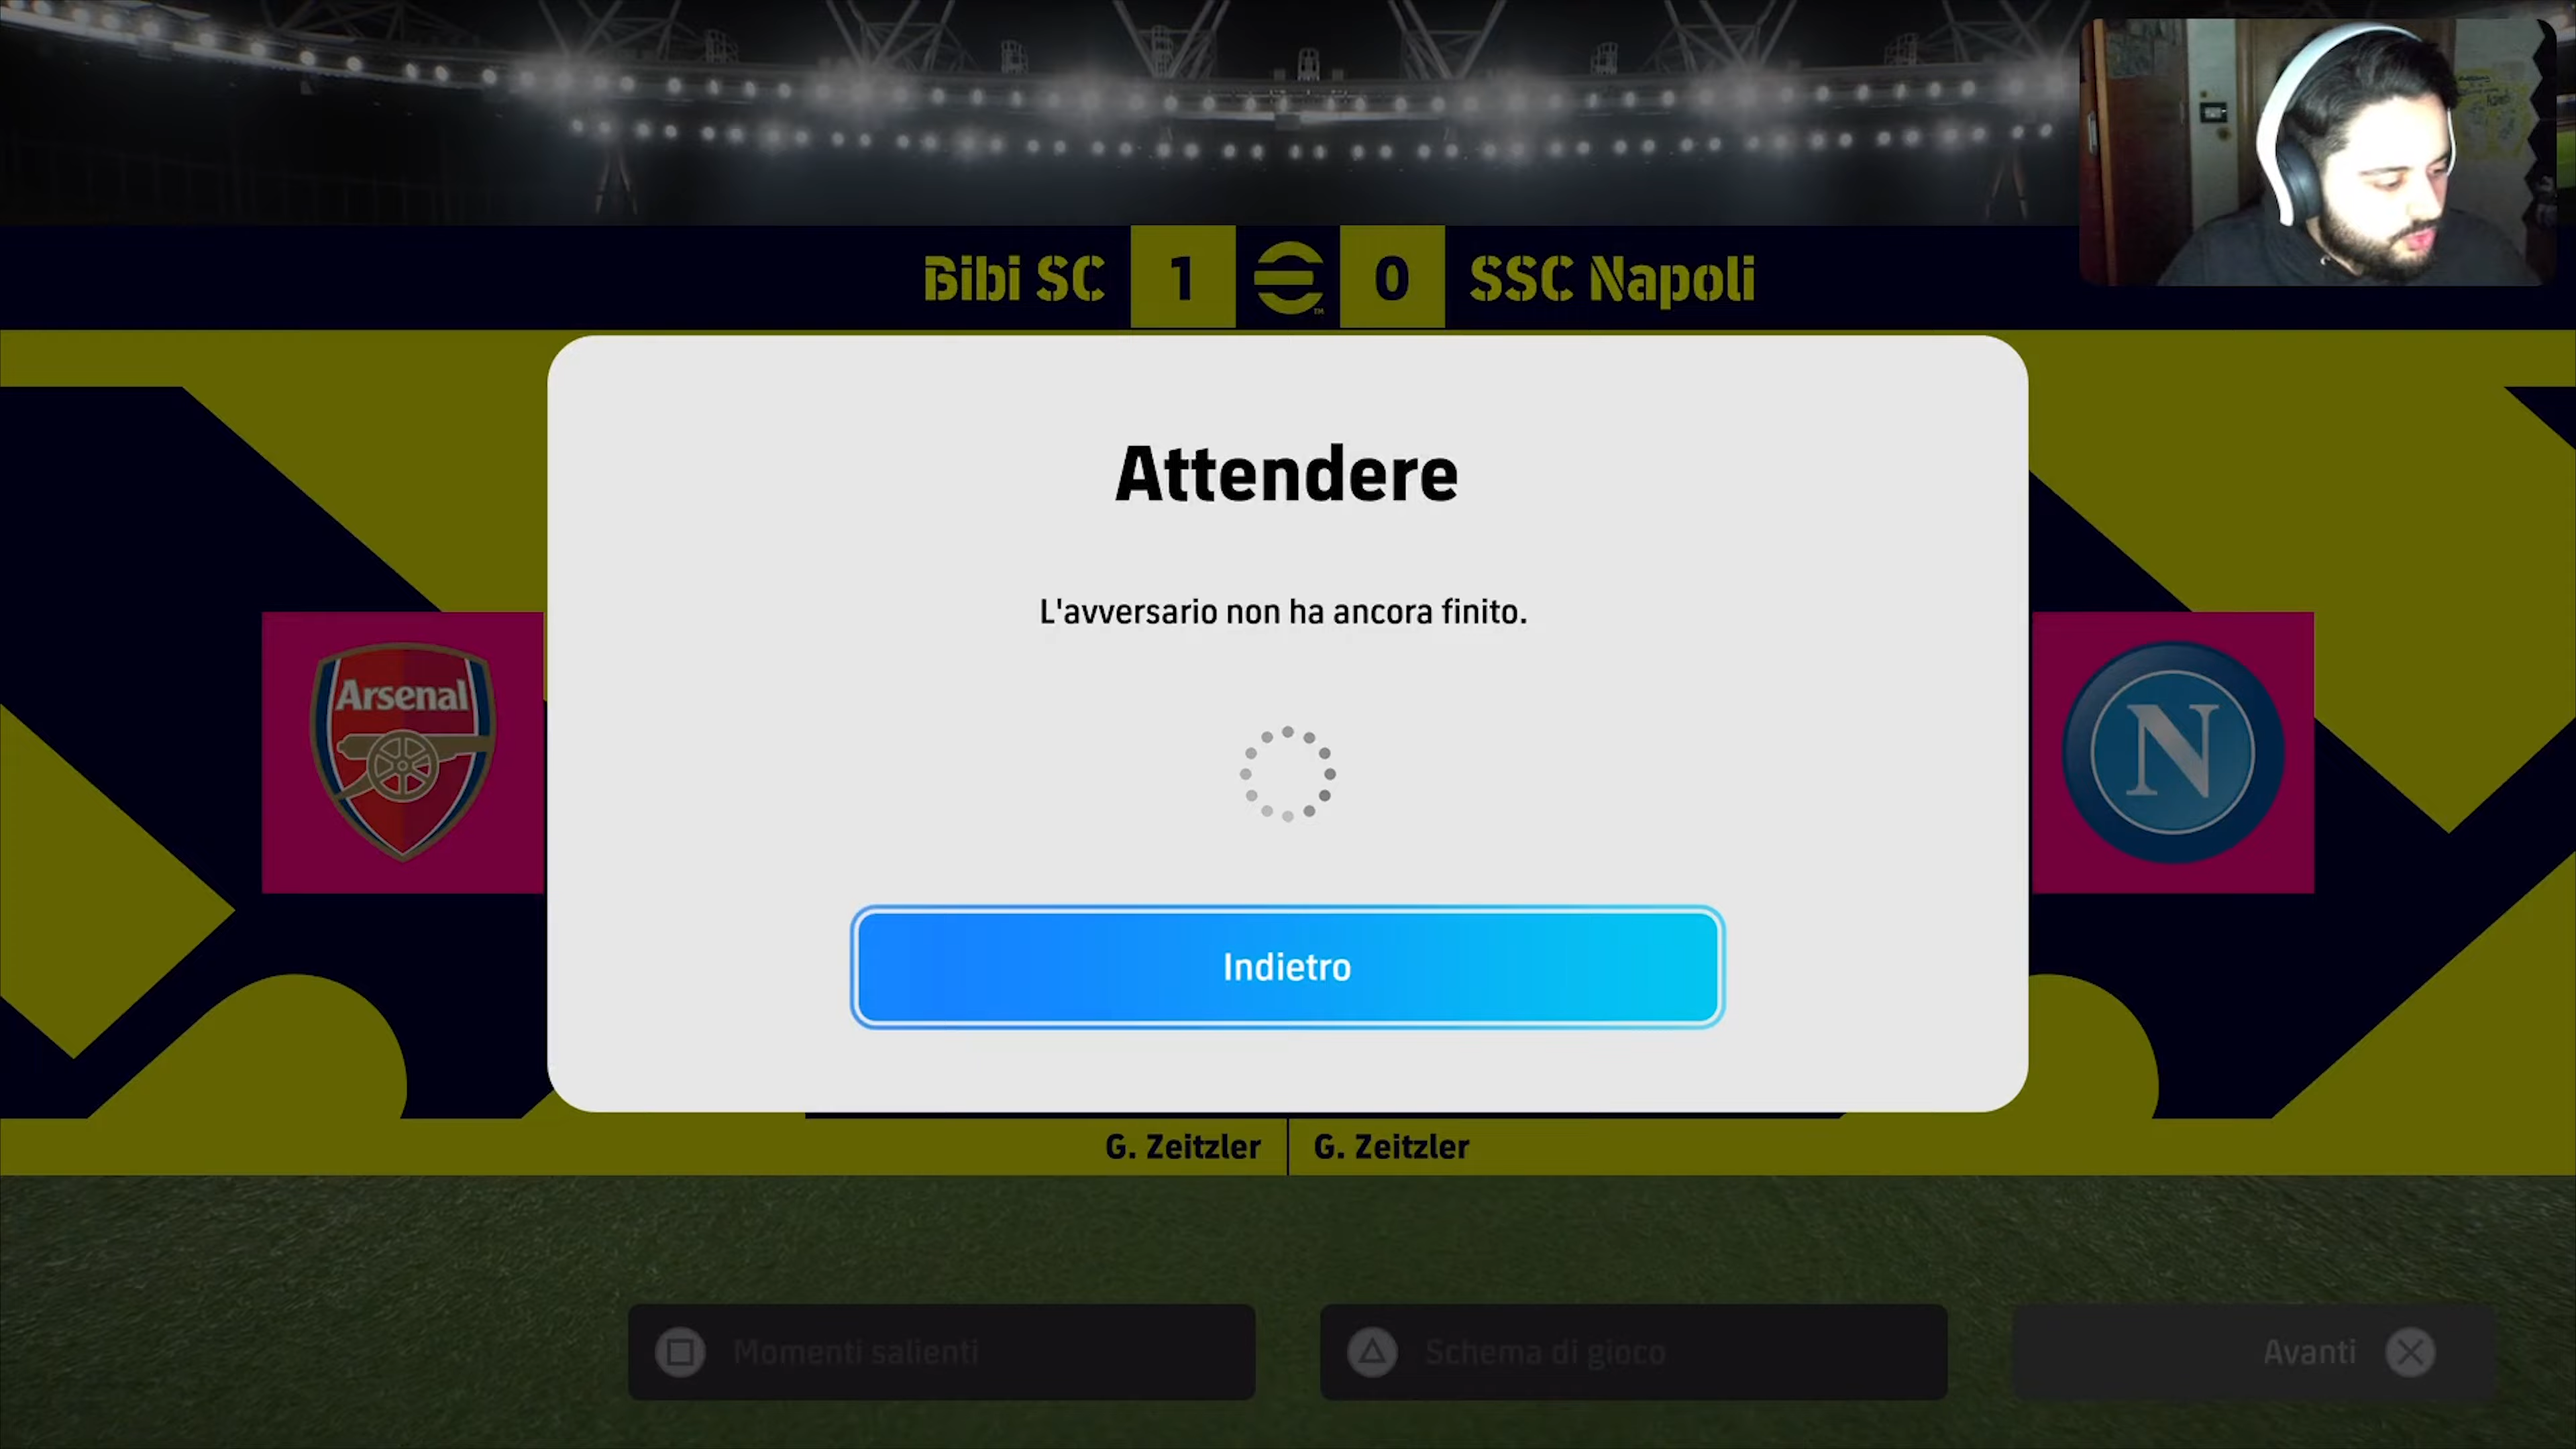 Bibi SC 1 0 SSC Napoli
Attendere
L'avversario non ha ancora finito.
Arsenal
N
Indietro
G. Zeitzler G. Zeitzler
Momenti salienti
Schema di gioco
Avanti